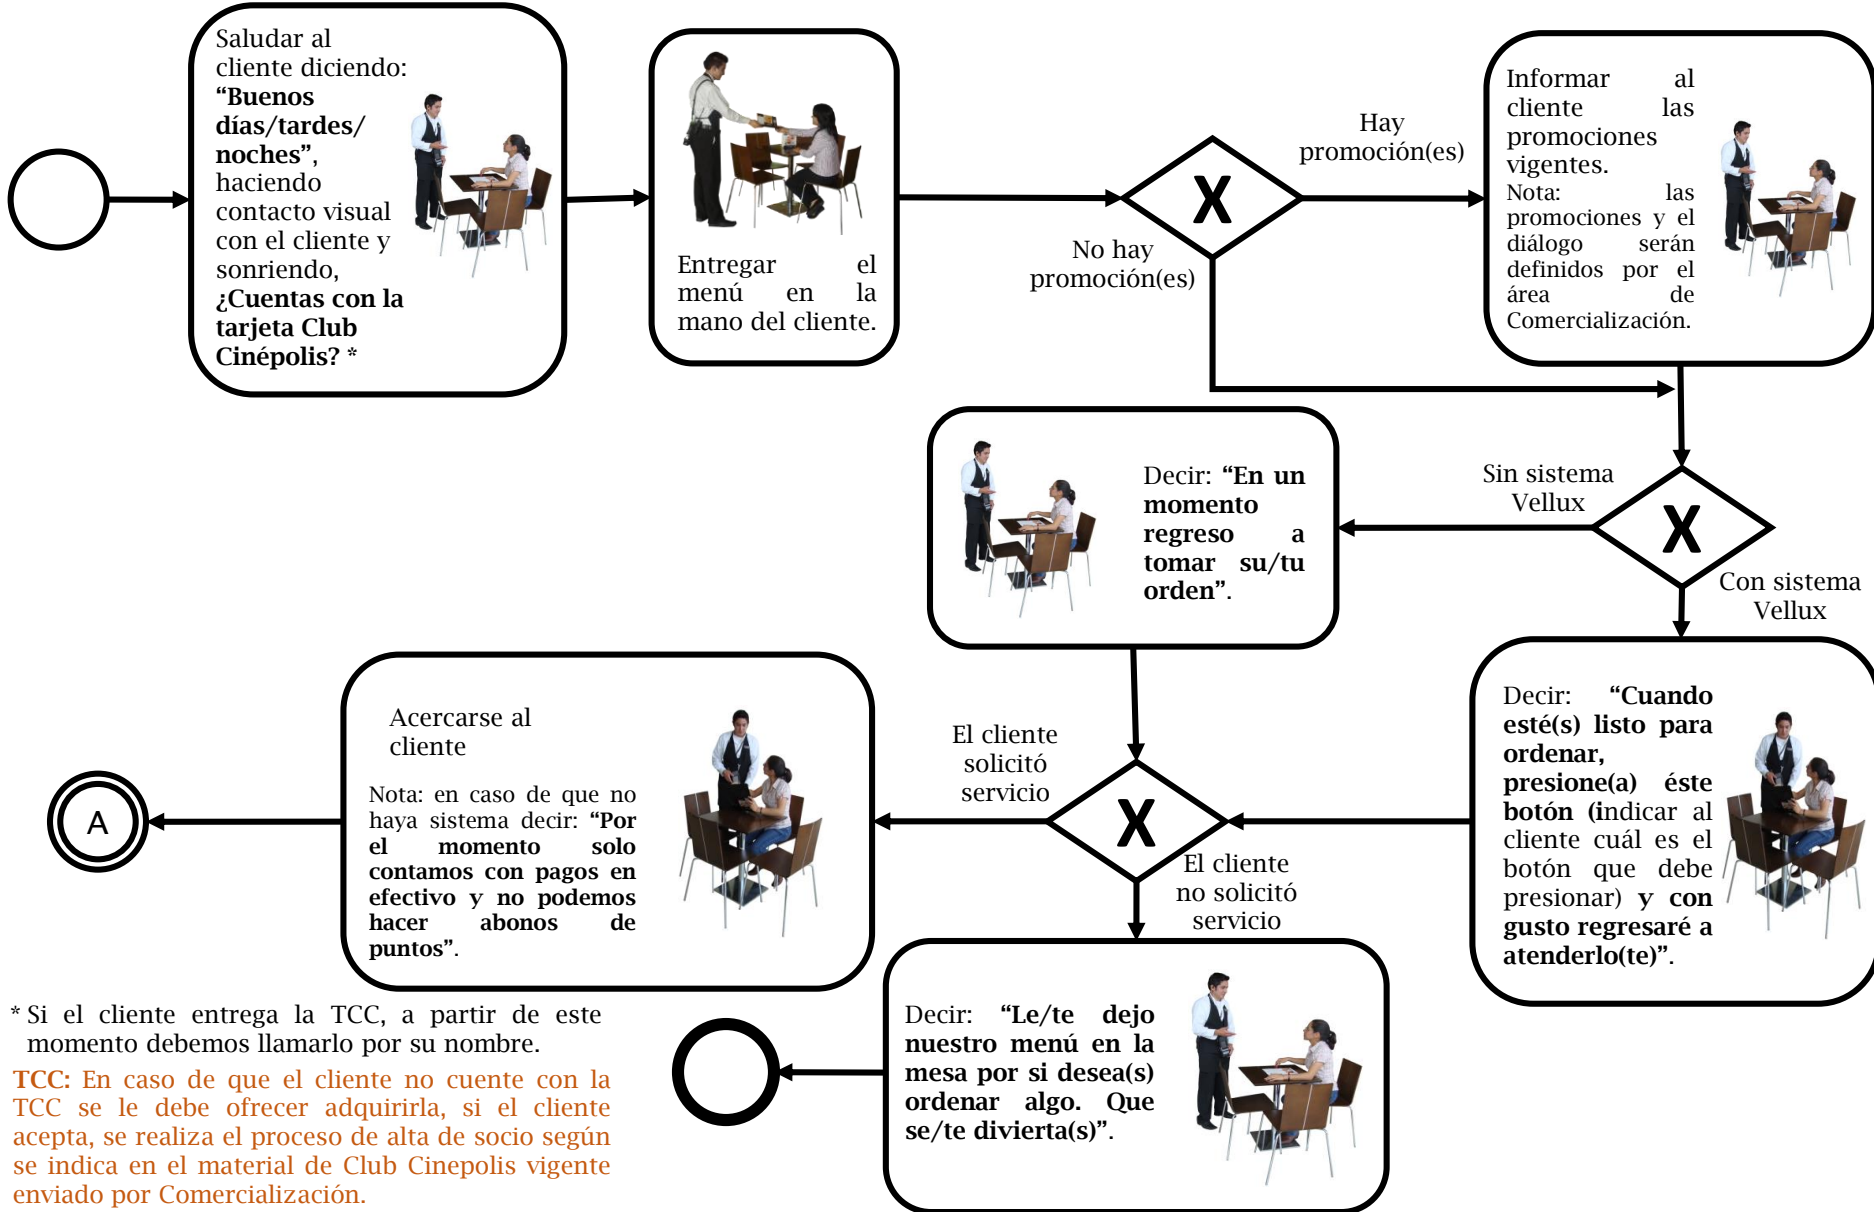 Saludar al
cliente diciendo:
“Buenos
días/tardes/
noches”,
haciendo
contacto visual
con el cliente y
sonriendo,
¿Cuentas con la
tarjeta Club
Cinépolis? *
Entregar el
menú en la
mano del cliente.
X
Hay
promoción(es)
No hay
promoción(es)
Informar al
cliente las
promociones
vigentes.
Nota: las
promociones y el
diálogo serán
definidos por el
área de
Comercialización.
Decir: “En un
momento
regreso a
tomar su/tu
orden”.
Sin sistema
Vellux
X
Con sistema
Vellux
Acercarse al
cliente
Nota: en caso de que no
haya sistema decir: “Por
el momento solo
contamos con pagos en
efectivo y no podemos
hacer abonos de
puntos”.
A
El cliente
solicitó
servicio
X
El cliente
no solicitó
servicio
Decir: “Cuando
esté(s) listo para
ordenar,
presione(a) éste
botón (indicar al
cliente cuál es el
botón que debe
presionar) y con
gusto regresaré a
atenderlo(te)”.
Decir: “Le/te dejo
nuestro menú en la
mesa por si desea(s)
ordenar algo. Que
se/te divierta(s)”.
* Si el cliente entrega la TCC, a partir de este
momento debemos llamarlo por su nombre.
TCC: En caso de que el cliente no cuente con la
TCC se le debe ofrecer adquirirla, si el cliente
acepta, se realiza el proceso de alta de socio según
se indica en el material de Club Cinepolis vigente
enviado por Comercialización.